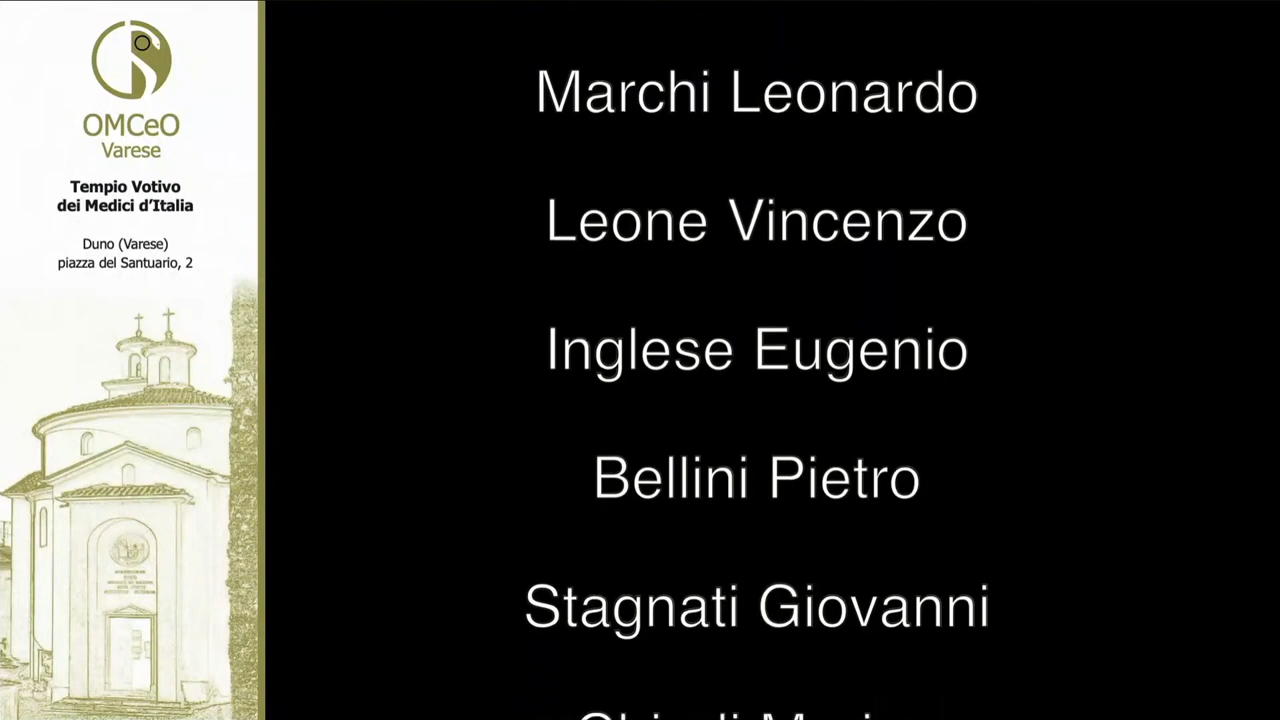 OMCeO
Varese
Tempio Votivo
dei Medici d'Italia
Duno (Varese)
piazza del Santuario, 2
Marchi Leonardo
Leone Vincenzo
Inglese Eugenio
Bellini Pietro
Stagnati Giovanni